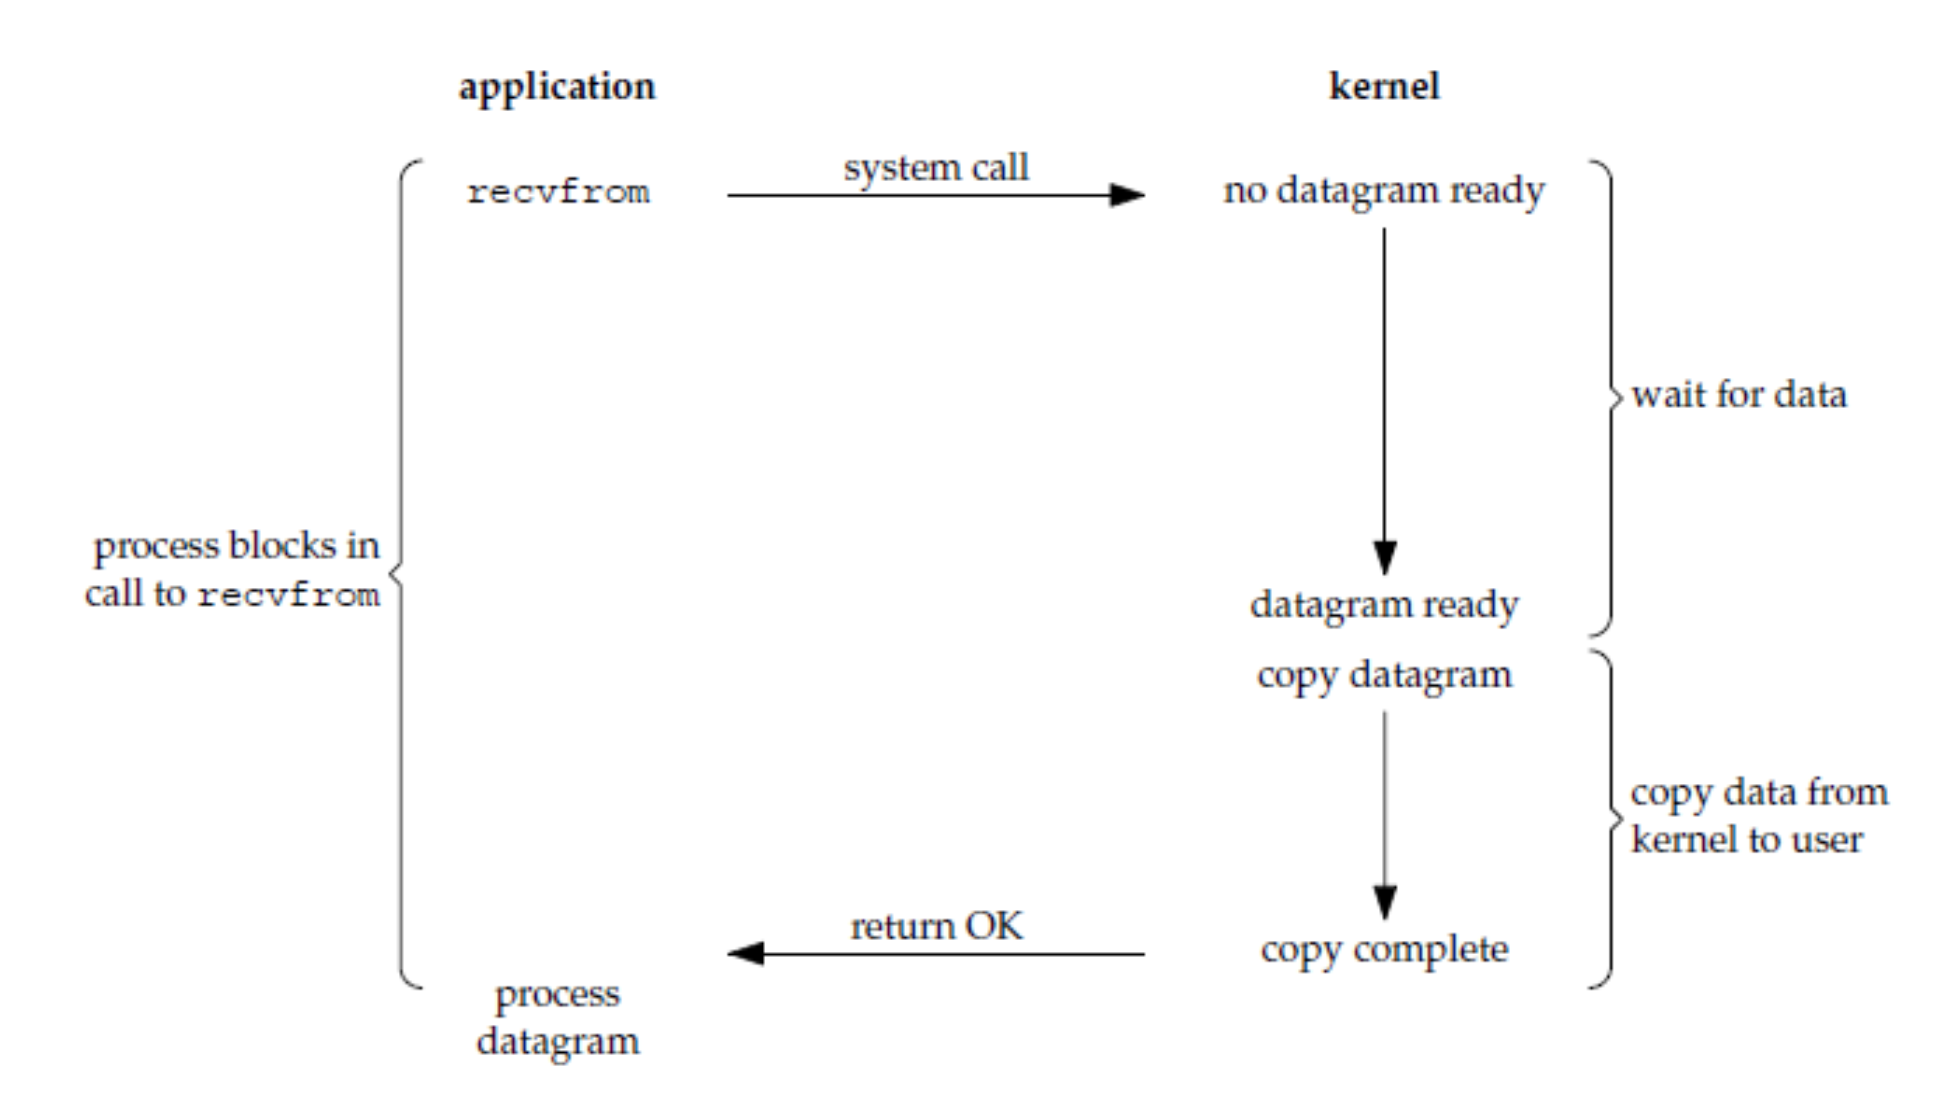 application
kernel
system call
recvfrom
no datagram ready
wait for data
process blocks in
call to recvfrom
datagram ready
copy datagram
copy data from
kernel to user
return OK
copy complete
process
datagram